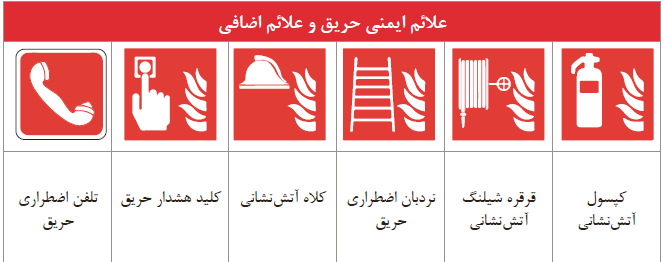 علائم ایمنی حریق و علائم اضافی
کپسول
آتش‌نشانی
قرقره شیلنگ
آتش‌نشانی
نردبان اضطراری
حریق
کلاه آتش‌نشانی
کلید هشدار حریق
تلفن اضطراری
حریق